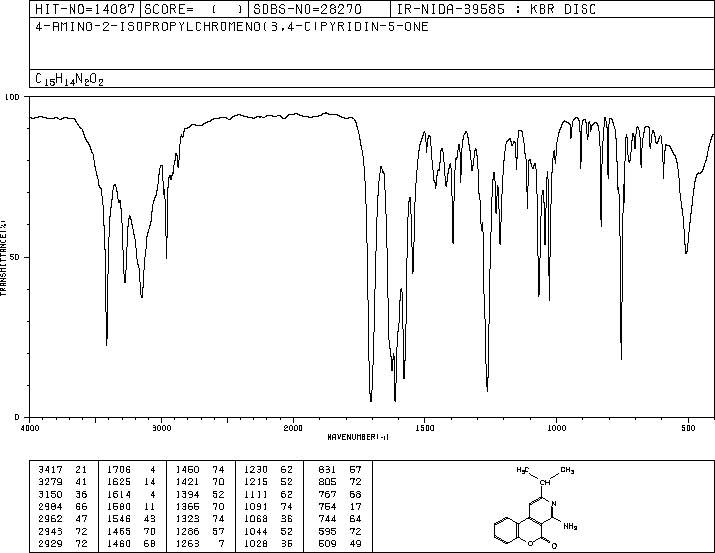 HIT-NO=14087 SCORE= ( ) SDBS-NO=28270 IR-NIDA-39585 : KBR DISC
4-AMINO-2-ISOPROPYLCHROMENO(3,4-C)PYRIDIN-5-ONE
C15H14N2O2
100
50
0
TRANSMITTANCE(%)
4000 3000 2000 1500 1000 500
WAVENUMBER(-1)
3417 21 1706 4 1450 74 1230 62 831 57
3279 41 1625 14 1421 70 1215 52 805 72
3150 36 1614 4 1394 52 1111 62 767 68
2984 66 1580 11 1365 70 1091 74 754 17
2962 47 1546 43 1323 74 1068 36 744 64
2943 72 1465 70 1286 57 1044 52 595 72
2929 72 1460 68 1263 7 1028 35 509 49
H3C CH3
CH
N
NH2
O O